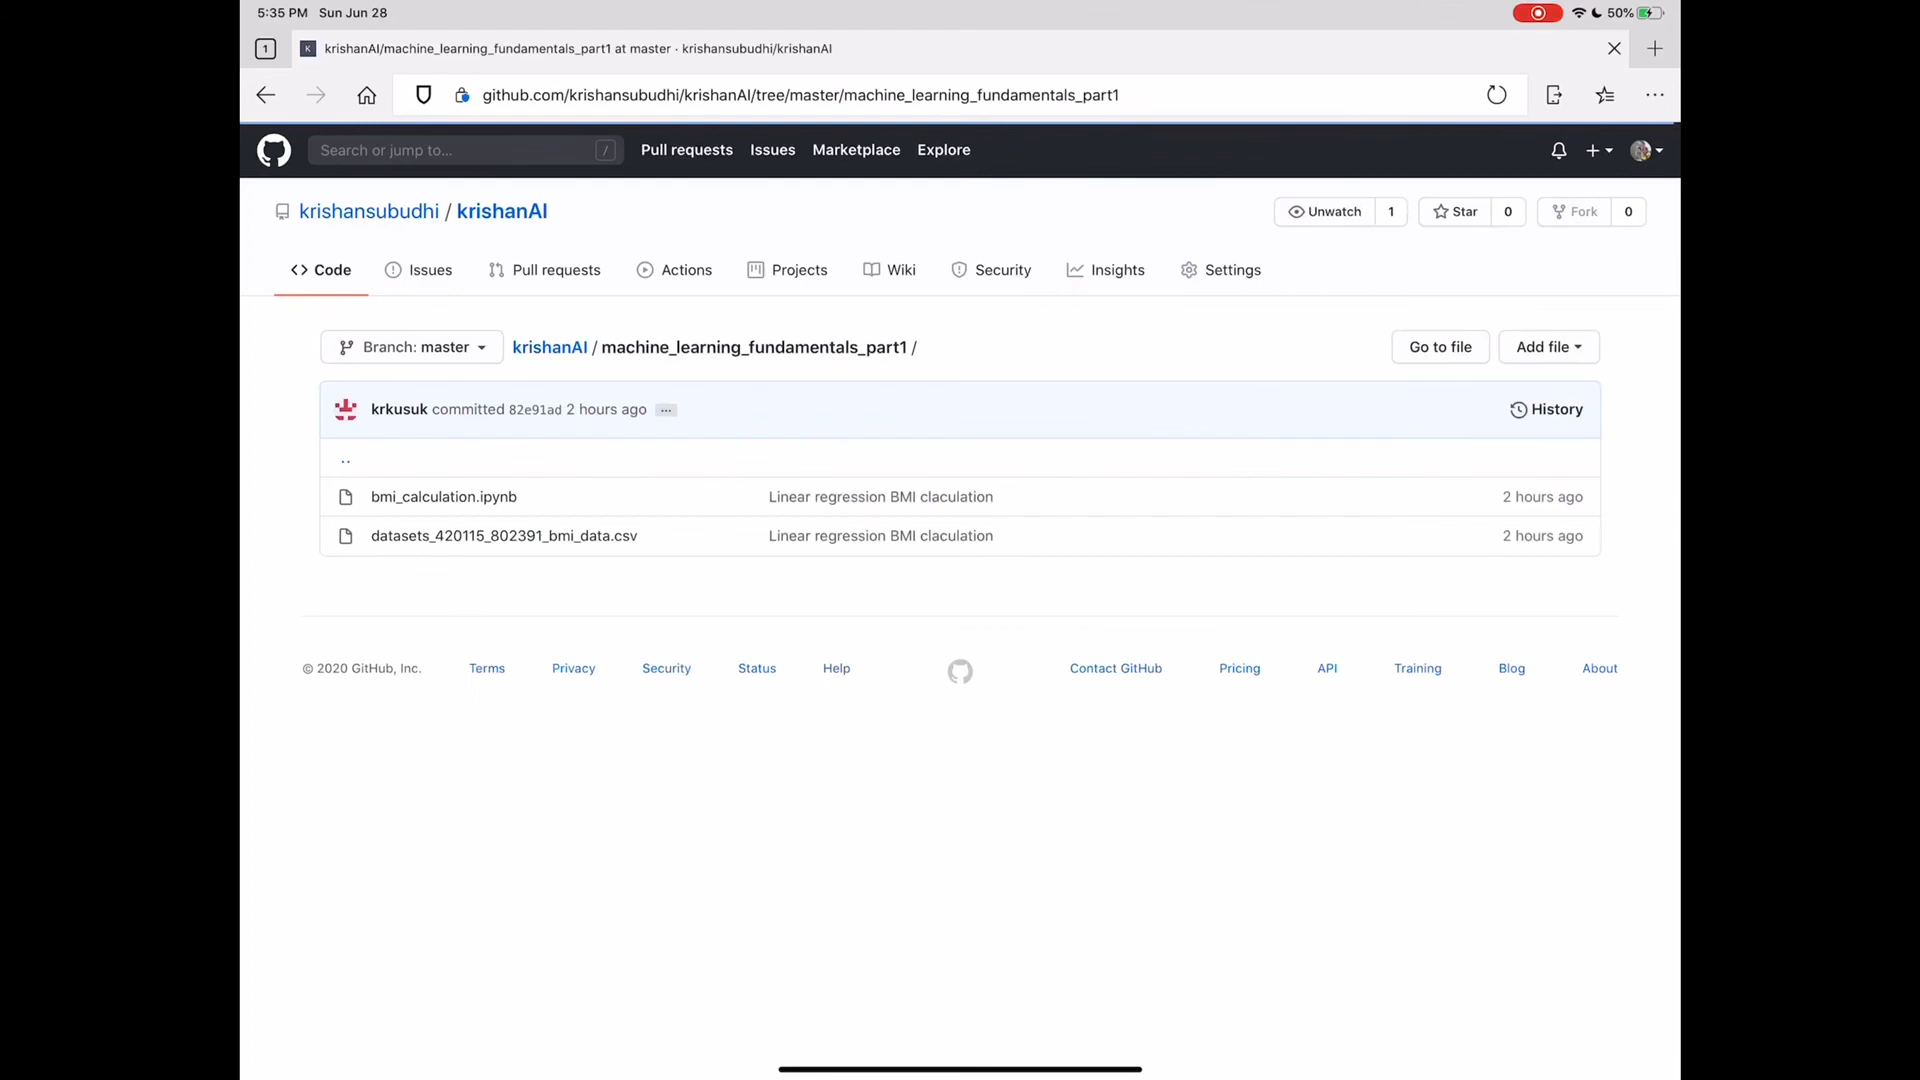 5:35 PM Sun Jun 28 50%
1 K krishanAI/machine_learning_fundamentals_part1 at master · krishansubudhi/krishanAI
github.com/krishansubudhi/krishanAI/tree/master/machine_learning_fundamentals_part1
Search or jump to... / Pull requests Issues Marketplace Explore
krishansubudhi / krishanAI Unwatch 1 Star 0 Fork 0
Code Issues Pull requests Actions Projects Wiki Security Insights Settings
Branch: master krishanAI / machine_learning_fundamentals_part1 / Go to file Add file
krkusuk committed 82e91ad 2 hours ago ... History
..
bmi_calculation.ipynb Linear regression BMI claculation 2 hours ago
datasets_420115_802391_bmi_data.csv Linear regression BMI claculation 2 hours ago
© 2020 GitHub, Inc. Terms Privacy Security Status Help Contact GitHub Pricing API Training Blog About